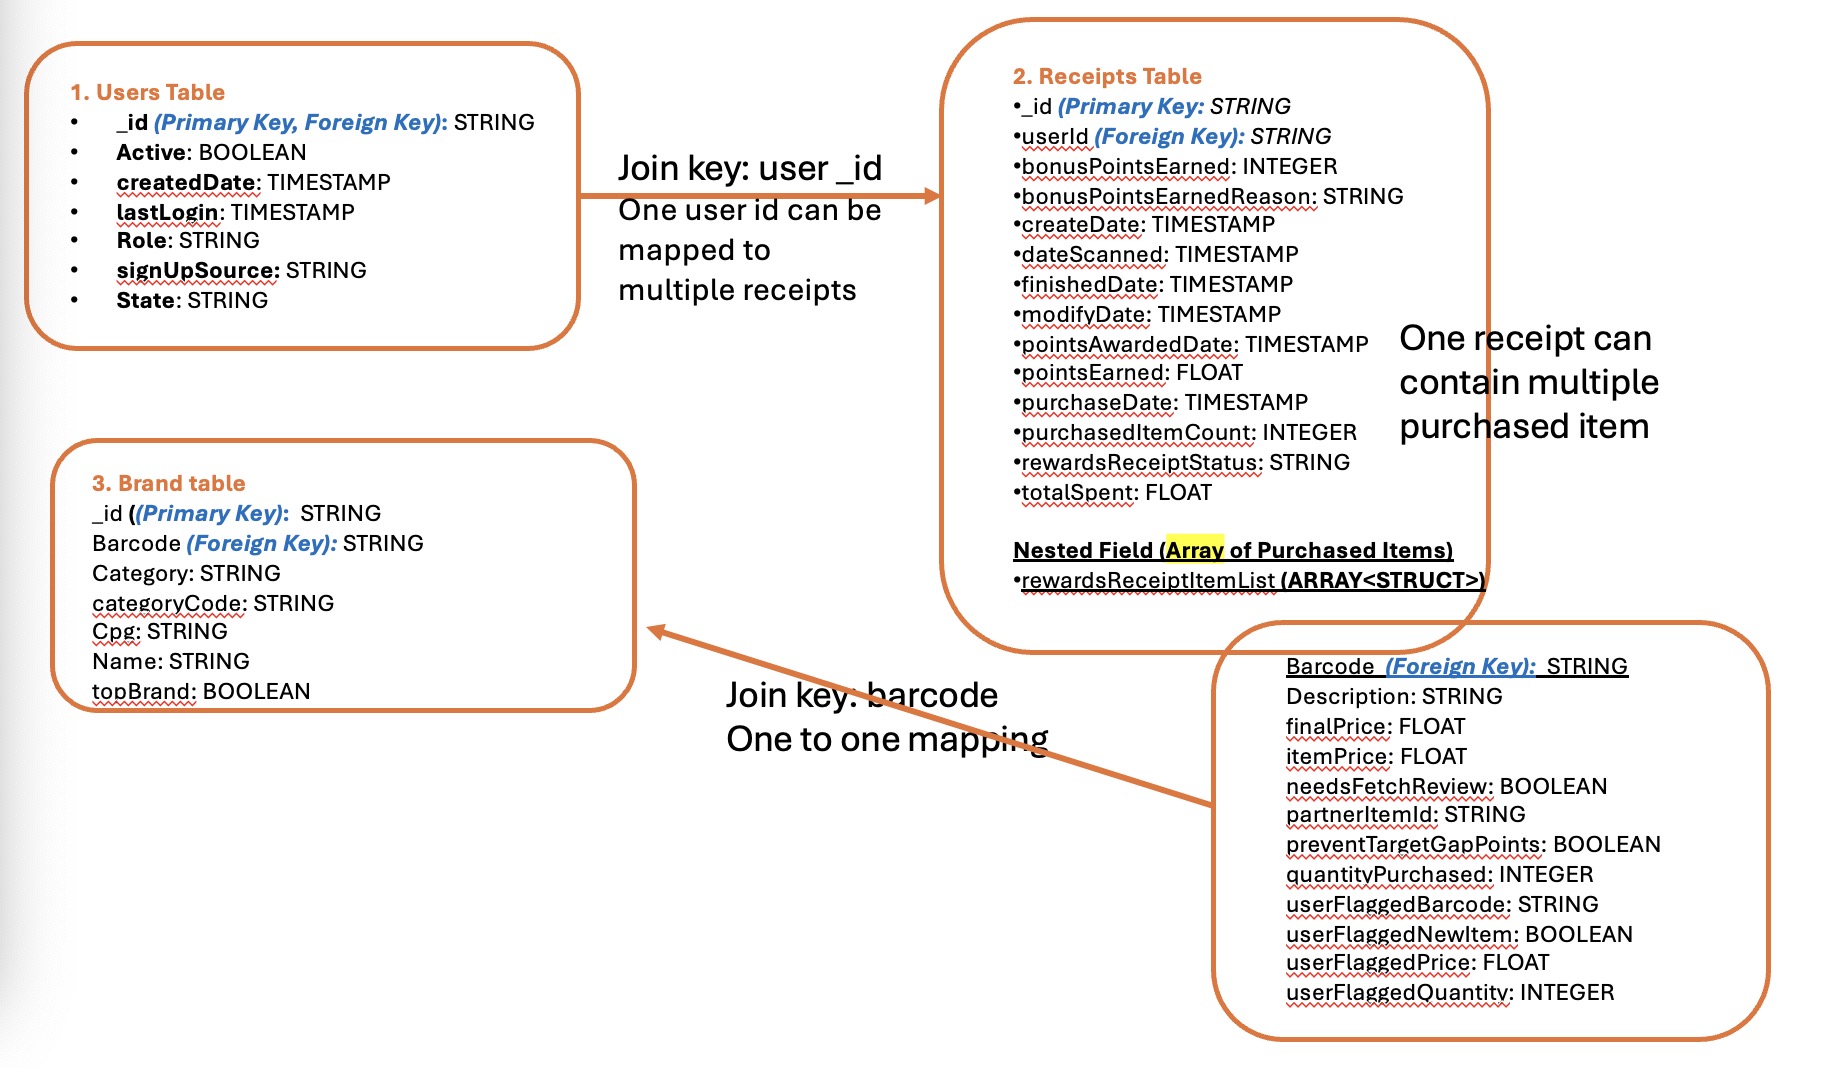 1. Users Table
• _id (Primary Key, Foreign Key): STRING
• Active: BOOLEAN
• createdDate: TIMESTAMP
• lastLogin: TIMESTAMP
• Role: STRING
• signUpSource: STRING
• State: STRING
Join key: user _id
One user id can be
mapped to
multiple receipts
2. Receipts Table
•_id (Primary Key: STRING
•userId (Foreign Key): STRING
•bonusPointsEarned: INTEGER
•bonusPointsEarnedReason: STRING
•createDate: TIMESTAMP
•dateScanned: TIMESTAMP
•finishedDate: TIMESTAMP
•modifyDate: TIMESTAMP
•pointsAwardedDate: TIMESTAMP
•pointsEarned: FLOAT
•purchaseDate: TIMESTAMP
•purchasedItemCount: INTEGER
•rewardsReceiptStatus: STRING
•totalSpent: FLOAT
Nested Field (Array of Purchased Items)
•rewardsReceiptItemList (ARRAY<STRUCT>)
One receipt can
contain multiple
purchased item
3. Brand table
_id ((Primary Key): STRING
Barcode (Foreign Key): STRING
Category: STRING
categoryCode: STRING
Cpg: STRING
Name: STRING
topBrand: BOOLEAN
Join key: barcode
One to one mapping
Barcode (Foreign Key): STRING
Description: STRING
finalPrice: FLOAT
itemPrice: FLOAT
needsFetchReview: BOOLEAN
partnerItemId: STRING
preventTargetGapPoints: BOOLEAN
quantityPurchased: INTEGER
userFlaggedBarcode: STRING
userFlaggedNewItem: BOOLEAN
userFlaggedPrice: FLOAT
userFlaggedQuantity: INTEGER